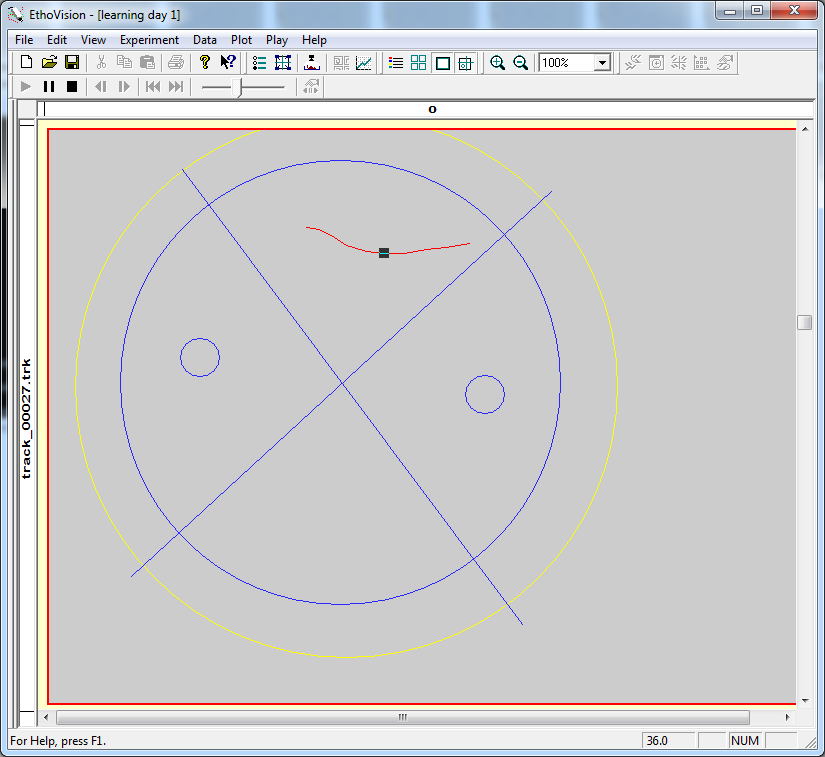 EthoVision - [learning day 1]
File Edit View Experiment Data Plot Play Help
100%
o
track_00027.trk
For Help, press F1.
36.0
NUM